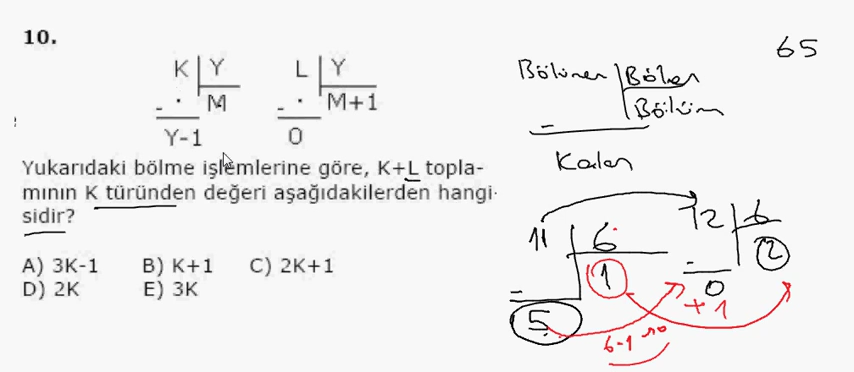 10.
K Y
- . M
Y-1
L Y
- . M+1
0
Yukarıdaki bölme işlemlerine göre, K+L topla-
mının K türünden değeri aşağıdakilerden hangi-
sidir?
A) 3K-1 B) K+1 C) 2K+1
D) 2K E) 3K
65
Bölünen Bölen
Bölüm
-
Kalan
11 6
1
-
5
12 6
2
-
0
+1
6-1